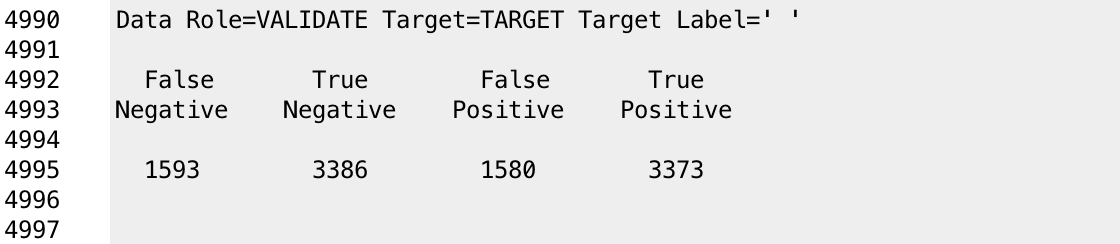 4990 Data Role=VALIDATE Target=TARGET Target Label=' '
4991
4992 False True False True
4993 Negative Negative Positive Positive
4994
4995 1593 3386 1580 3373
4996
4997